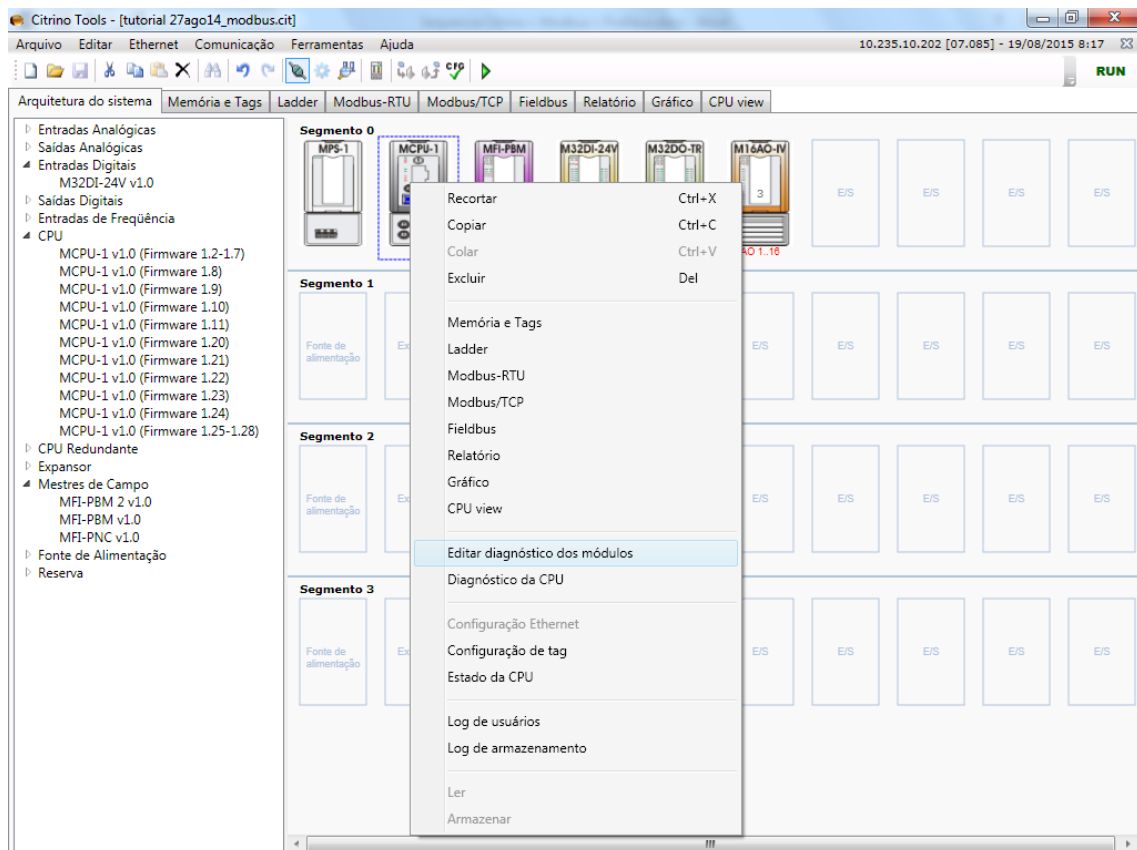 Citrino Tools - [tutorial 27ago14_modbus.cit]
Arquivo Editar Ethernet Comunicação Ferramentas Ajuda 10.235.10.202 [07.085] - 19/08/2015 8:17
CFG RUN
Arquitetura do sistema Memória e Tags Ladder Modbus-RTU Modbus/TCP Fieldbus Relatório Gráfico CPU view
Entradas Analógicas
Saídas Analógicas
Entradas Digitais
M32DI-24V v1.0
Saídas Digitais
Entradas de Freqüência
CPU
MCPU-1 v1.0 (Firmware 1.2-1.7)
MCPU-1 v1.0 (Firmware 1.8)
MCPU-1 v1.0 (Firmware 1.9)
MCPU-1 v1.0 (Firmware 1.10)
MCPU-1 v1.0 (Firmware 1.11)
MCPU-1 v1.0 (Firmware 1.20)
MCPU-1 v1.0 (Firmware 1.21)
MCPU-1 v1.0 (Firmware 1.22)
MCPU-1 v1.0 (Firmware 1.23)
MCPU-1 v1.0 (Firmware 1.24)
MCPU-1 v1.0 (Firmware 1.25-1.28)
CPU Redundante
Expansor
Mestres de Campo
MFI-PBM 2 v1.0
MFI-PBM v1.0
MFI-PNC v1.0
Fonte de Alimentação
Reserva
Segmento 0
MPS-1 MCPU-1 MFI-PBM M32DI-24V M32DO-TR M16AO-IV
3 E/S E/S E/S E/S
AO 1..16
Segmento 1
Fonte de alimentação Ex E/S E/S E/S E/S E/S
Segmento 2
Fonte de alimentação Ex E/S E/S E/S E/S E/S
Segmento 3
Fonte de alimentação Ex E/S E/S E/S E/S E/S
Recortar Ctrl+X
Copiar Ctrl+C
Colar Ctrl+V
Excluir Del
Memória e Tags
Ladder
Modbus-RTU
Modbus/TCP
Fieldbus
Relatório
Gráfico
CPU view
Editar diagnóstico dos módulos
Diagnóstico da CPU
Configuração Ethernet
Configuração de tag
Estado da CPU
Log de usuários
Log de armazenamento
Ler
Armazenar